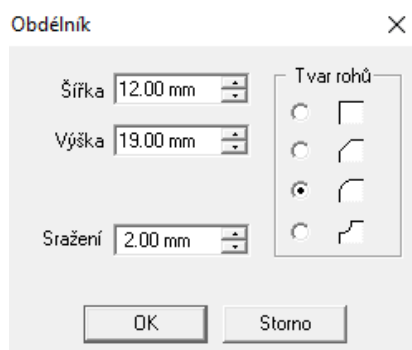 Obdélník
Šířka 12.00 mm
Výška 19.00 mm
Sražení 2.00 mm
Tvar rohů
OK Storno